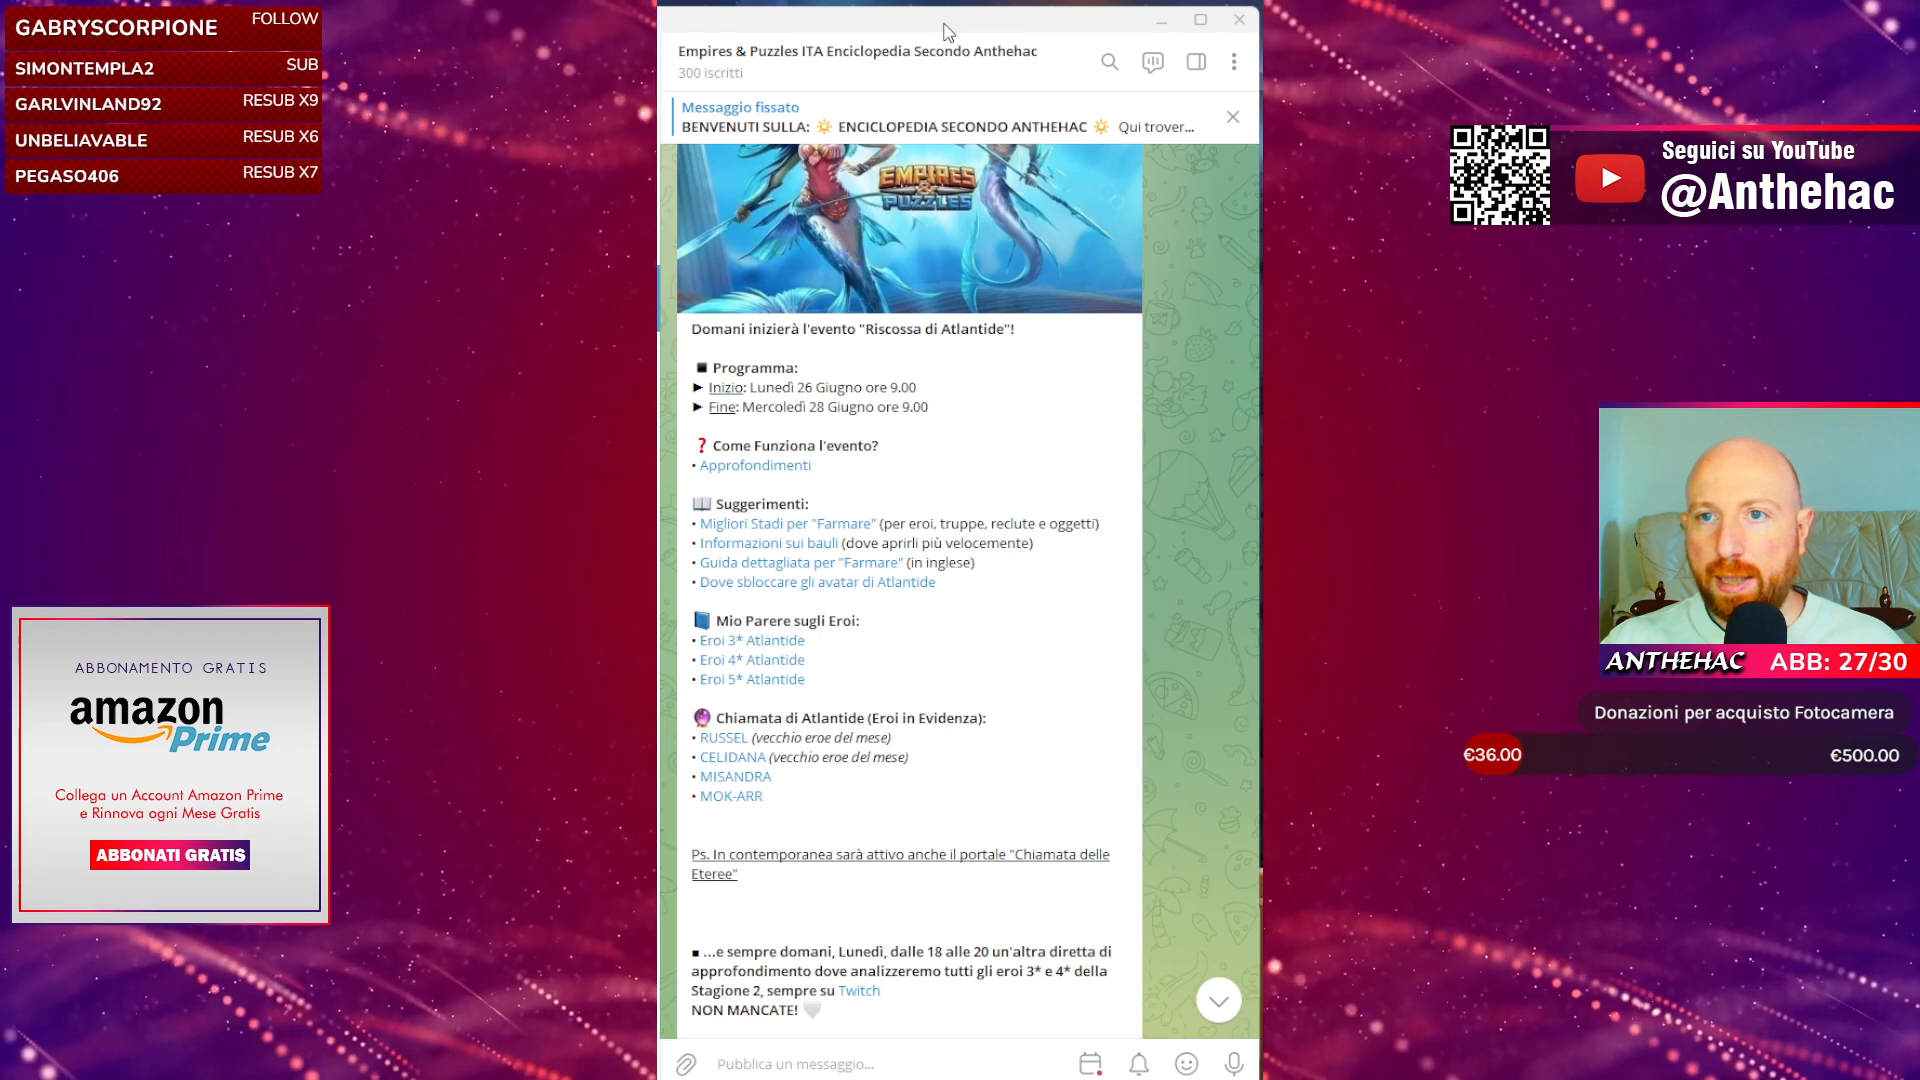 GABRYSCORPIONE FOLLOW
SIMONTEMPLA2 SUB
GARLVINLAND92 RESUB X9
UNBELIAVABLE RESUB X6
PEGASO406 RESUB X7
ABBONAMENTO GRATIS
amazon
Prime
Collega un Account Amazon Prime
e Rinnova ogni Mese Gratis
ABBONATI GRATIS
Empires & Puzzles ITA Enciclopedia Secondo Anthehac
300 iscritti
Messaggio fissato
BENVENUTI SULLA: ☀️ ENCICLOPEDIA SECONDO ANTHEHAC ☀️ Qui trover...
EMPIRES
&
PUZZLES
Domani inizierà l'evento "Riscossa di Atlantide"!
◾ Programma:
► Inizio: Lunedì 26 Giugno ore 9.00
► Fine: Mercoledì 28 Giugno ore 9.00
❓ Come Funziona l'evento?
• Approfondimenti
📖 Suggerimenti:
• Migliori Stadi per "Farmare" (per eroi, truppe, reclute e oggetti)
• Informazioni sui bauli (dove aprirli più velocemente)
• Guida dettagliata per "Farmare" (in inglese)
• Dove sbloccare gli avatar di Atlantide
📘 Mio Parere sugli Eroi:
• Eroi 3* Atlantide
• Eroi 4* Atlantide
• Eroi 5* Atlantide
🔮 Chiamata di Atlantide (Eroi in Evidenza):
• RUSSEL (vecchio eroe del mese)
• CELIDANA (vecchio eroe del mese)
• MISANDRA
• MOK-ARR
Ps. In contemporanea sarà attivo anche il portale "Chiamata delle
Eteree"
▪ ...e sempre domani, Lunedì, dalle 18 alle 20 un'altra diretta di
approfondimento dove analizzeremo tutti gli eroi 3* e 4* della
Stagione 2, sempre su Twitch
NON MANCATE! 🤍
Pubblica un messaggio...
Seguici su YouTube
@Anthehac
ANTHEHAC ABB: 27/30
Donazioni per acquisto Fotocamera
€36.00 €500.00